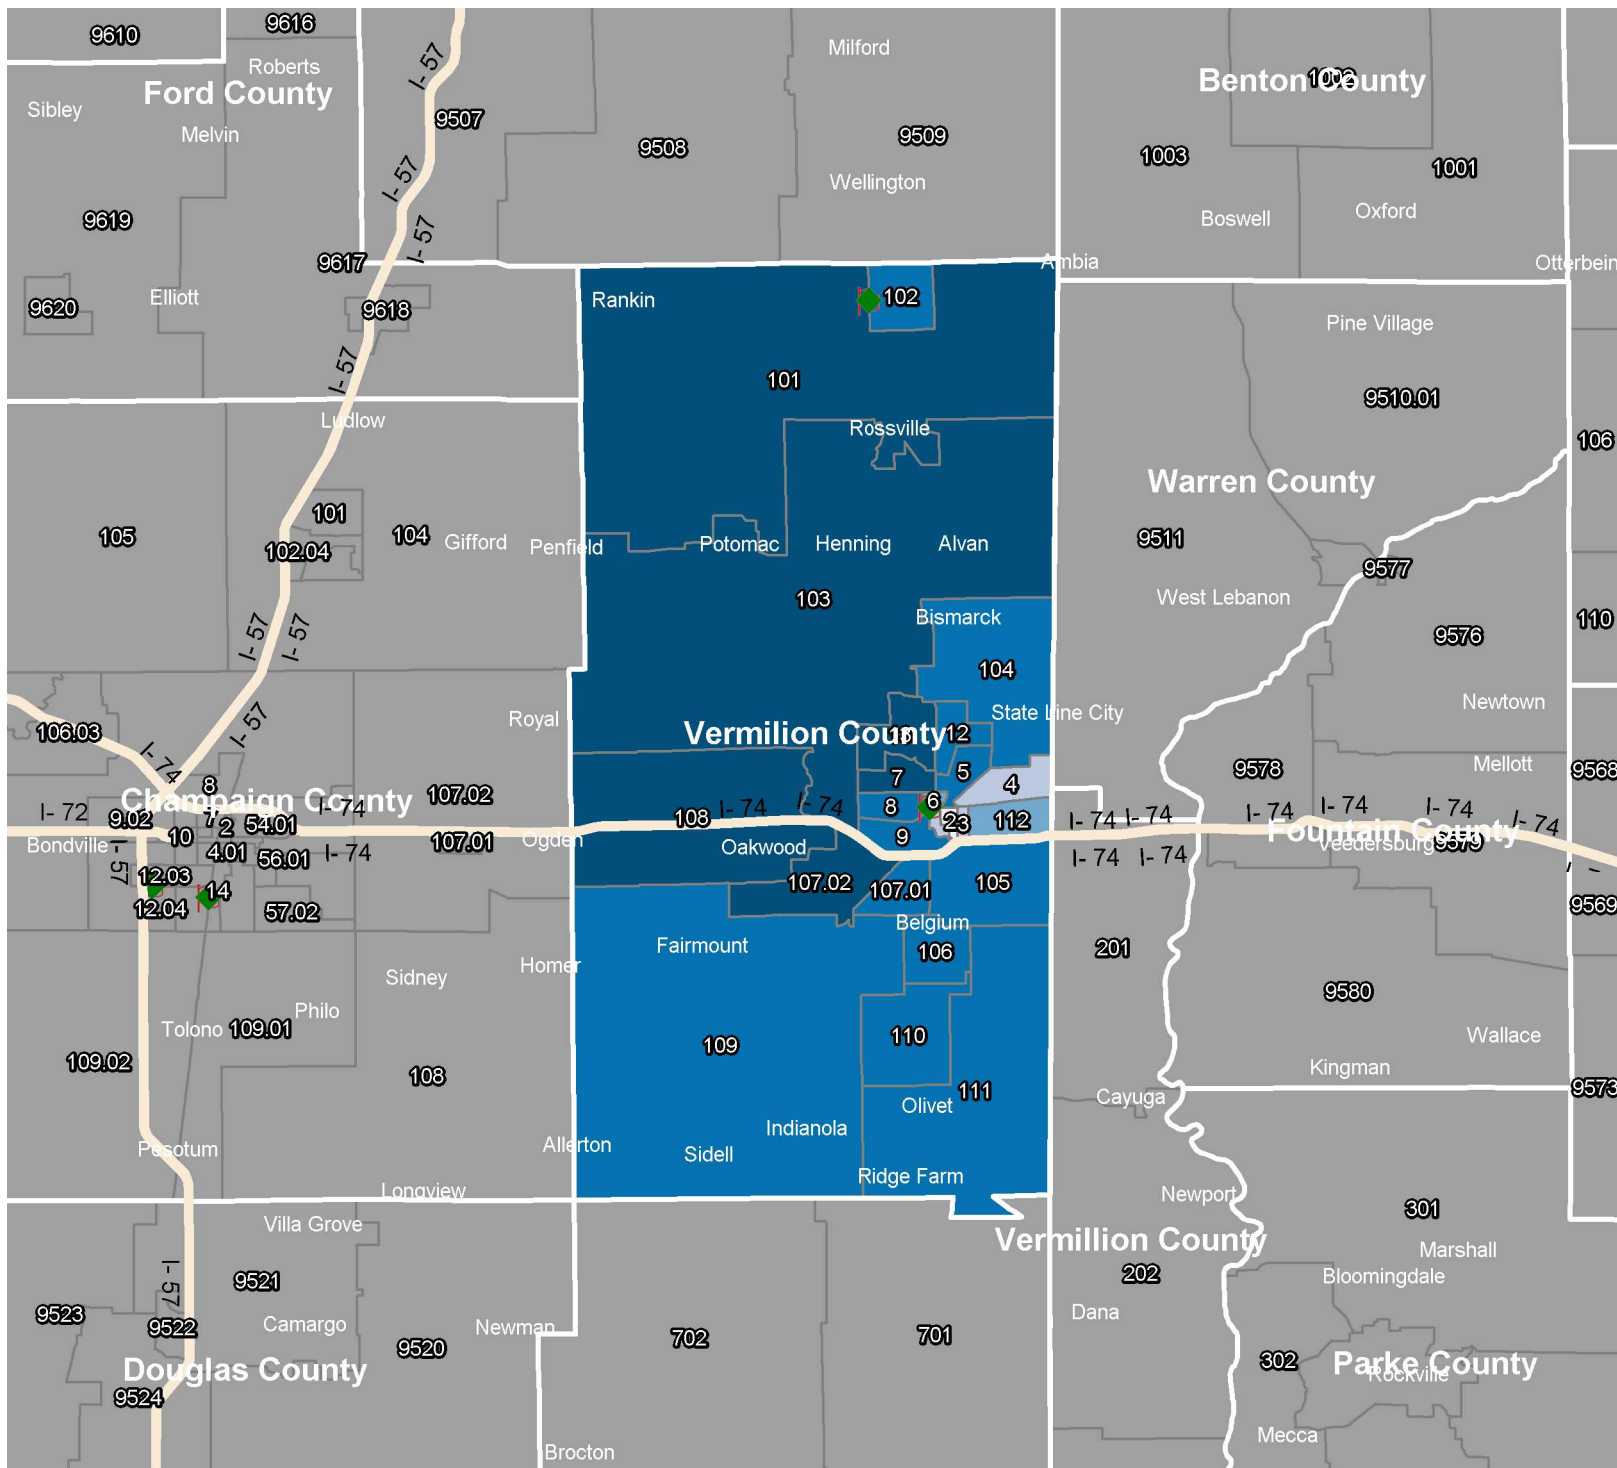 9610
9616
Roberts
Ford County
Sibley
Melvin
I- 57
9507
Milford
9508
9509
Wellington
Benton County
1002
1003
1001
Boswell
Oxford
9619
I- 57
I- 57
9617
Ambia
Otterbein
Elliott
9620
9618
Rankin
102
Pine Village
I- 57
101
9510.01
Ludlow
Rossville
106
Warren County
101
105
102.04
104
Gifford
Penfield
Potomac
Henning
Alvan
9511
9577
103
West Lebanon
Bismarck
110
I- 57
I- 57
9576
104
Newtown
State Line City
Royal
I- 57
106.03
Vermilion County
13
12
I- 74
Mellott
9568
9578
7
5
4
8
Champaign County
107.02
I- 72
I- 74
6
8
I- 74
I- 74
9.02
2
54.01
108
23
112
I- 74
I- 74
I- 74
I- 74
I- 74
I- 74
10
Bondville
107.01
Ogden
9
Fountain County
Veedersburg
9579
4.01
56.01
I- 74
Oakwood
I- 74
I- 74
I- 57
12.03
14
107.02
107.01
105
12.04
57.02
Belgium
9569
Fairmount
106
201
Homer
Sidney
9580
Philo
Tolono
109.01
110
Wallace
109
109.02
108
Kingman
111
9573
Cayuga
Olivet
Indianola
Allerton
Pesotum
Sidell
Ridge Farm
Longview
Newport
301
Villa Grove
Vermillion County
Marshall
202
Bloomingdale
I- 57
9521
9523
9522
Camargo
Newman
9520
702
701
Dana
Douglas County
302
Parke County
Rockville
9524
Mecca
Brocton